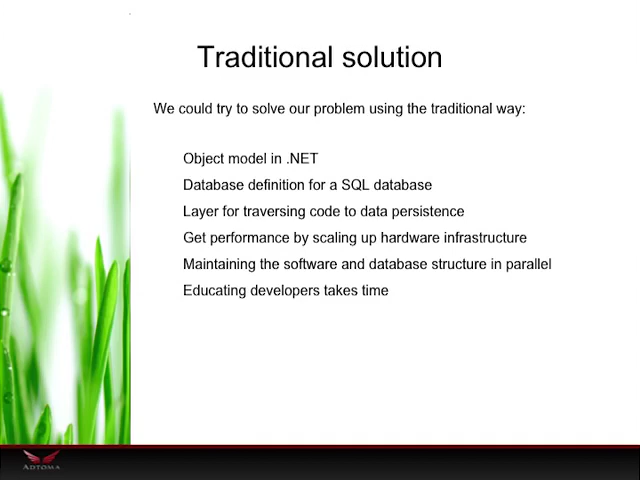 Traditional solution
We could try to solve our problem using the traditional way:
Object model in .NET
Database definition for a SQL database
Layer for traversing code to data persistence
Get performance by scaling up hardware infrastructure
Maintaining the software and database structure in parallel
Educating developers takes time
ADTOMA